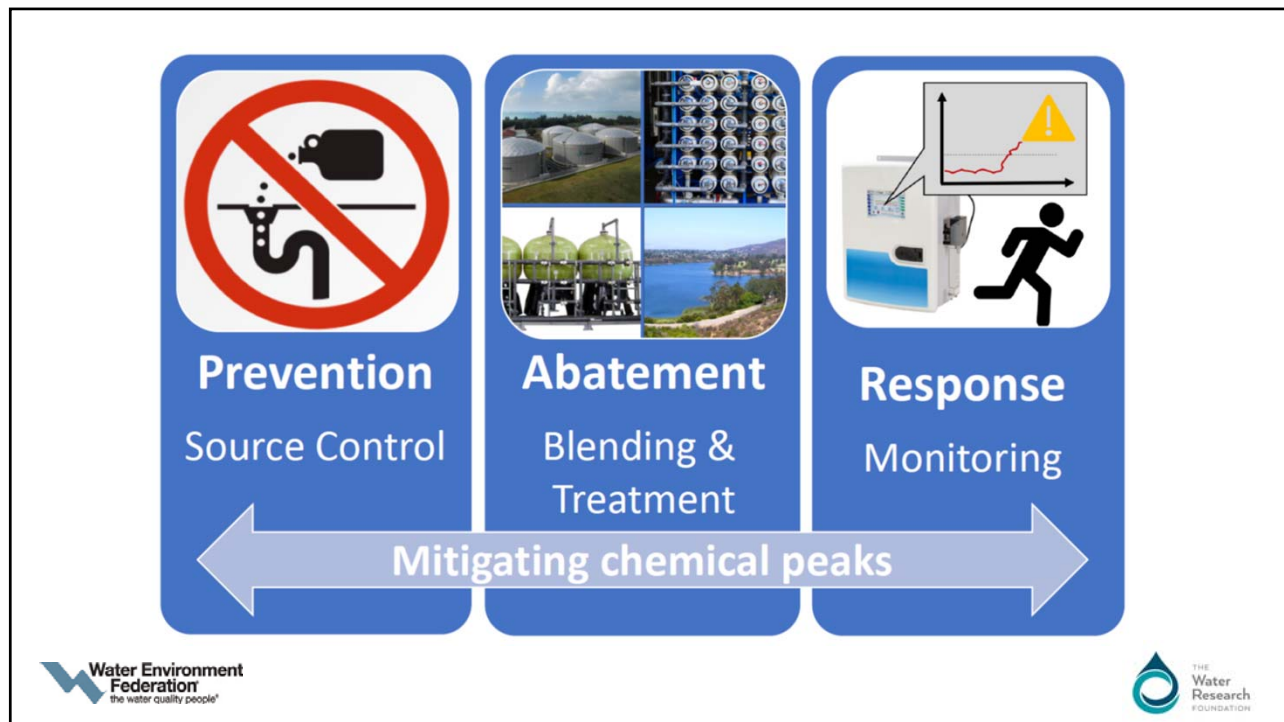 Prevention
Source Control
Abatement
Blending &
Treatment
Response
Monitoring
Mitigating chemical peaks
Water Environment
Federation®
the water quality people®
THE
Water
Research
FOUNDATION